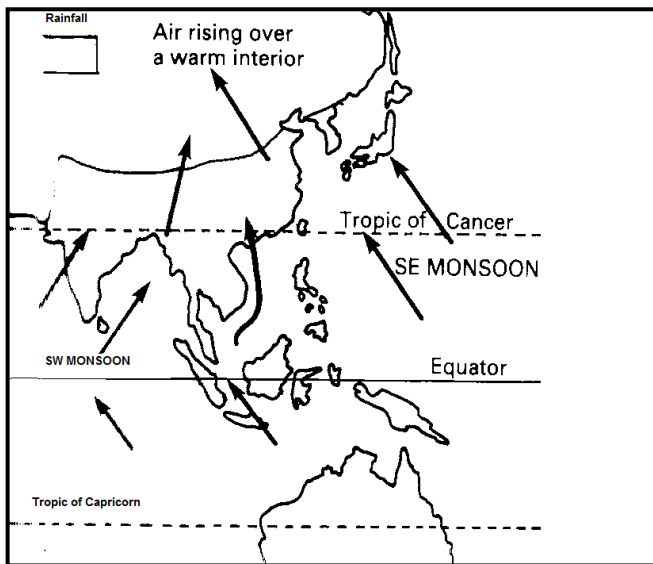 Rainfall
Air rising over
a warm interior
Tropic of Cancer
SE MONSOON
SW MONSOON
Equator
Tropic of Capricorn